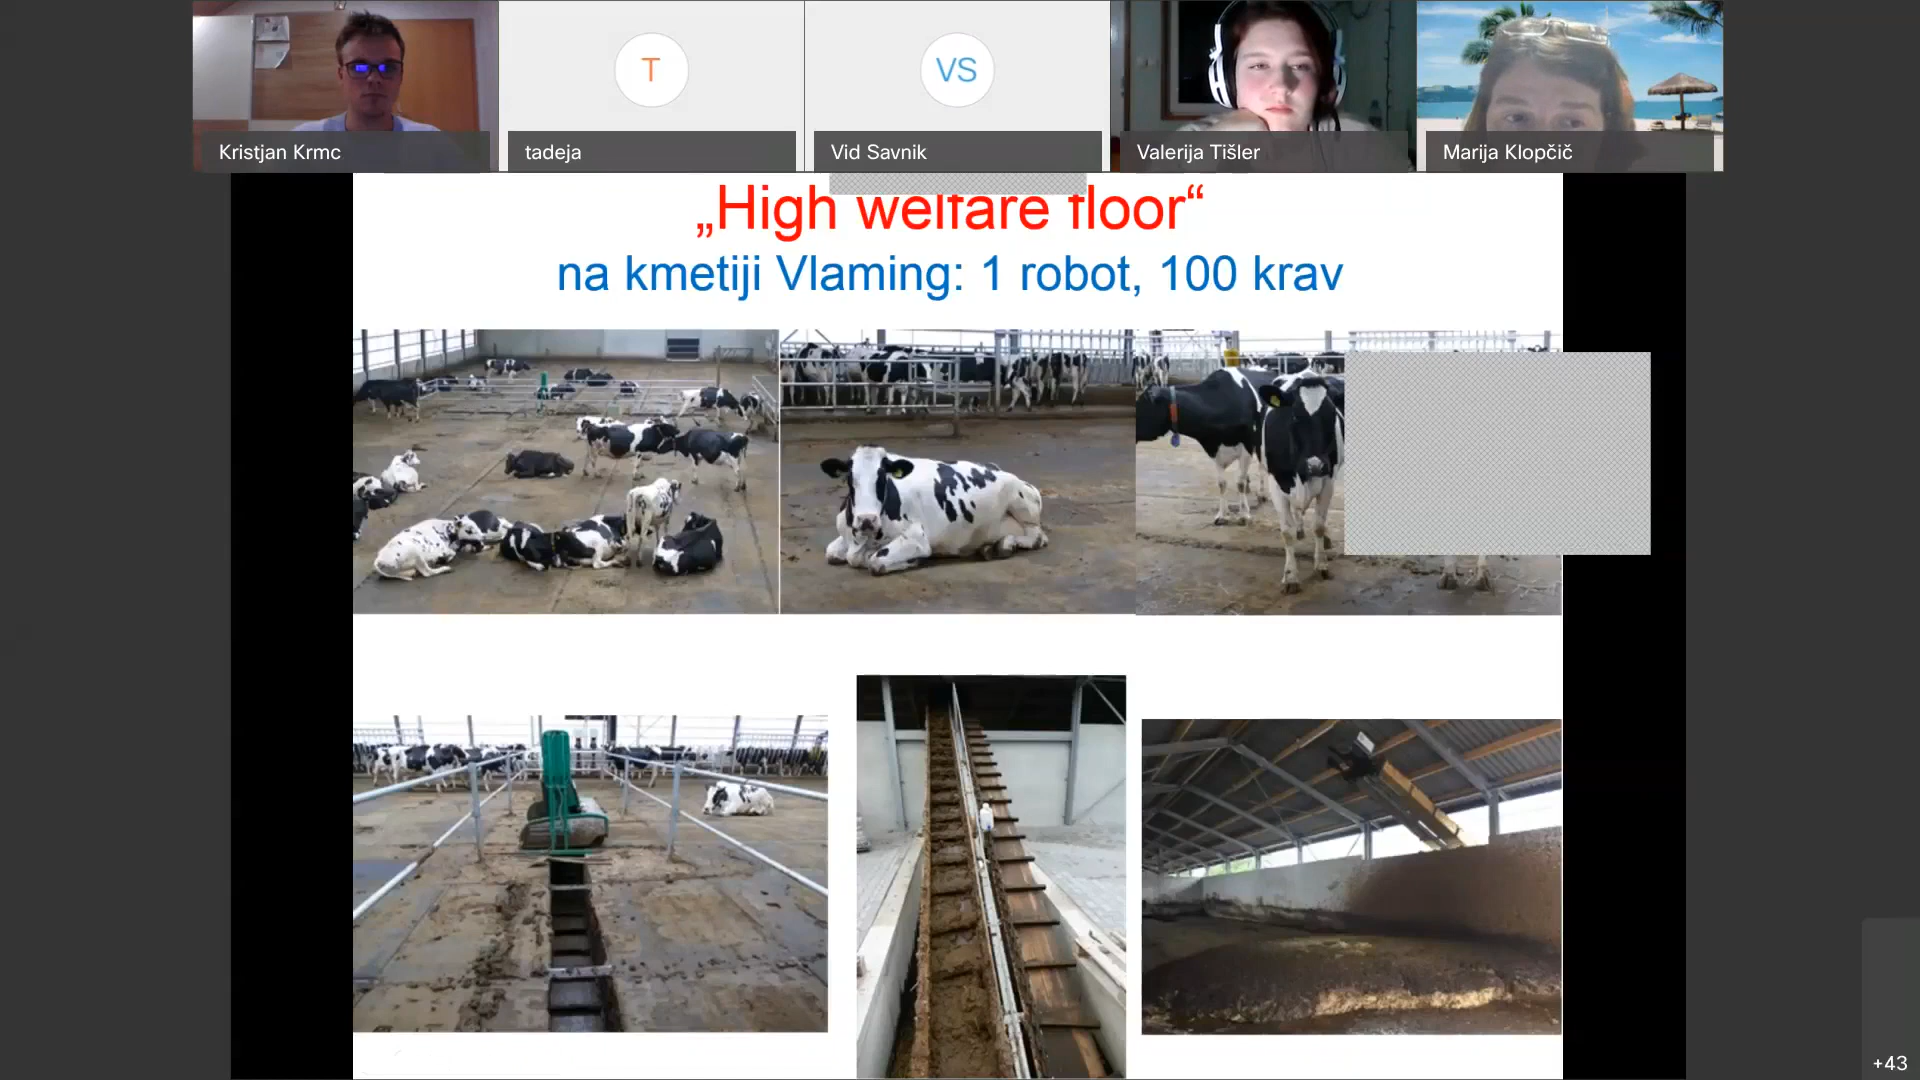 T
VS
Kristjan Krmc
tadeja
Vid Savnik
Valerija Tišler
Marija Klopčič
„High welfare floor“
na kmetiji Vlaming: 1 robot, 100 krav
+43